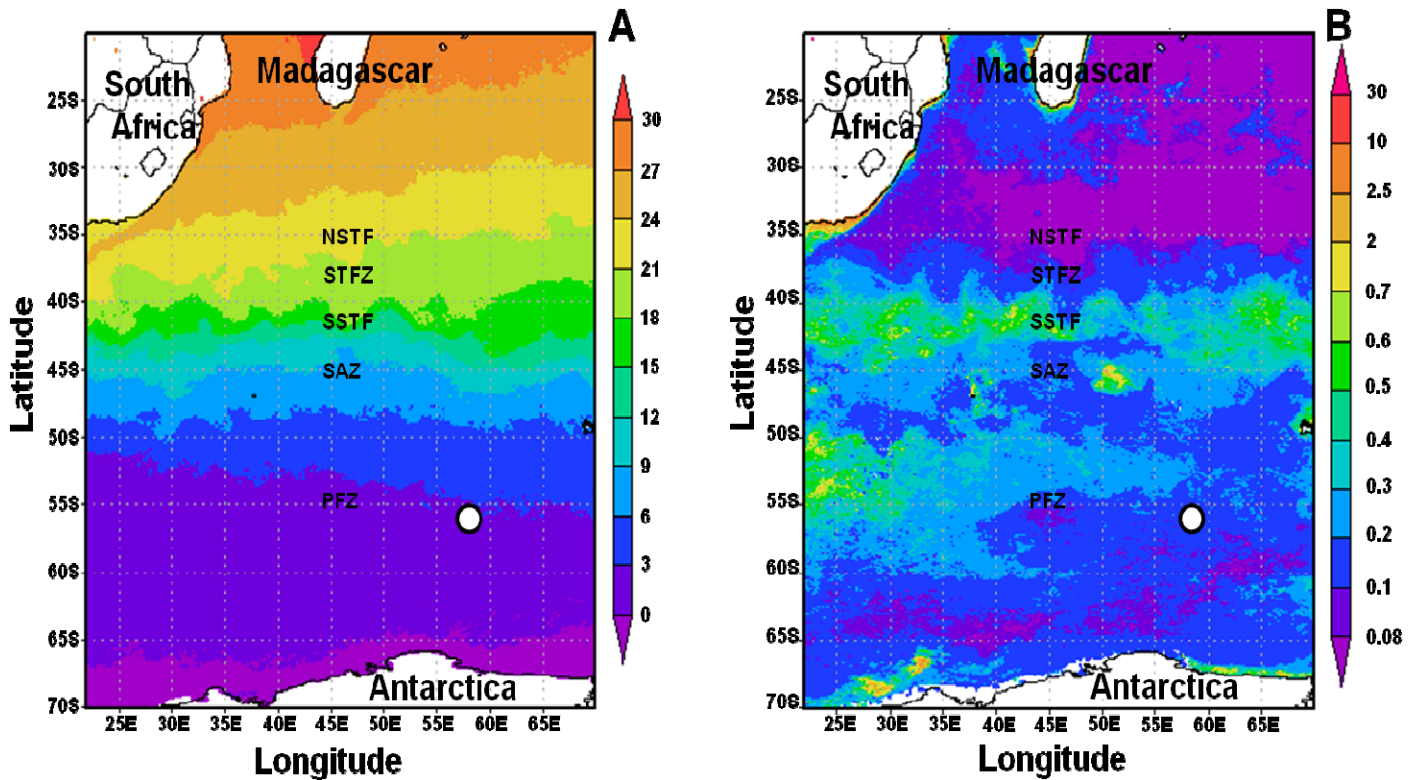 A
South
Africa
Madagascar
25S
30S
35S
40S
45S
50S
55S
60S
65S
70S
Latitude
NSTF
STFZ
SSTF
SAZ
PFZ
Antarctica
25E 30E 35E 40E 45E 50E 55E 60E 65E
Longitude
30
27
24
21
18
15
12
9
6
3
0
B
South
Africa
Madagascar
25S
30S
35S
40S
45S
50S
55S
60S
65S
70S
Latitude
NSTF
STFZ
SSTF
SAZ
PFZ
Antarctica
25E 30E 35E 40E 45E 50E 55E 60E 65E
Longitude
30
10
2.5
2
0.7
0.6
0.5
0.4
0.3
0.2
0.1
0.08